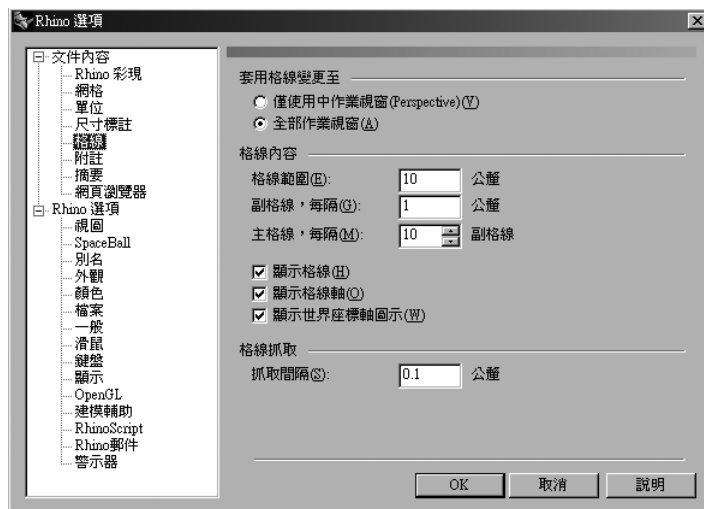 Rhino 選項
文件內容
Rhino 彩現
網格
單位
尺寸標註
格線
附註
摘要
網頁瀏覽器
Rhino 選項
視圖
SpaceBall
別名
外觀
顏色
檔案
一般
滑鼠
鍵盤
顯示
OpenGL
建模輔助
RhinoScript
Rhino郵件
警示器
套用格線變更至
僅使用中作業視窗(Perspective)(V)
全部作業視窗(A)
格線內容
格線範圍(E): 10 公釐
副格線，每隔(G): 1 公釐
主格線，每隔(M): 10 副格線
顯示格線(H)
顯示格線軸(O)
顯示世界座標軸圖示(W)
格線抓取
抓取間隔(S): 0.1 公釐
OK 取消 說明